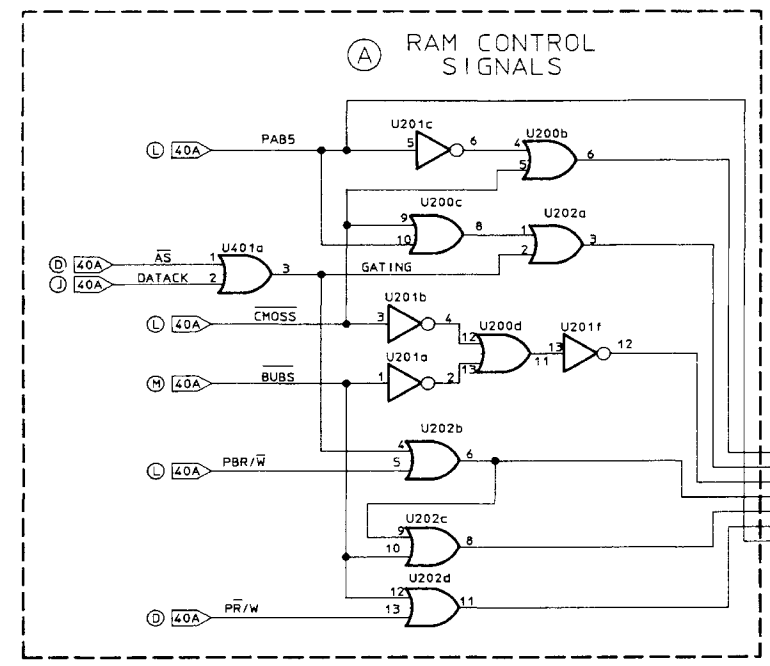 A RAM CONTROL
SIGNALS
U201c
U200b
L 40A PAB5 5 6 4 6
5
U200c
U202a
9 8 1 3
10 2
U401a
D 40A A̅S̅ 1 3 GATING
J 40A DATACK 2
U201b
L 40A C̅M̅O̅S̅S̅ 3 4
U200d
U201f
12 11 13 12
13
U201a
M 40A B̅U̅B̅S̅ 1 2
U202b
4 6
L 40A PBR/W̅ 5
U202c
9 8
10
U202d
12 11
D 40A PR̅/W 13